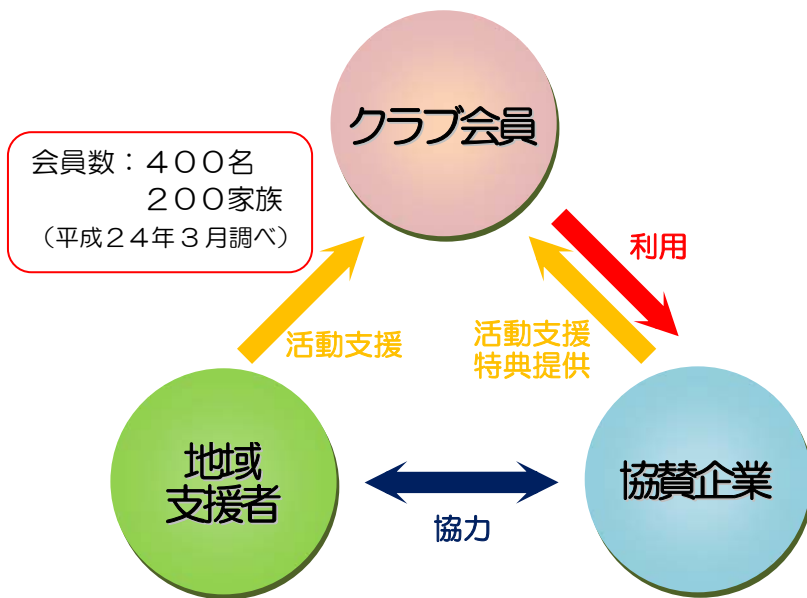 クラブ会員
会員数：４００名
２００家族
（平成２４年３月調べ）
利用
活動支援
活動支援
特典提供
地域
支援者
協賛企業
協力